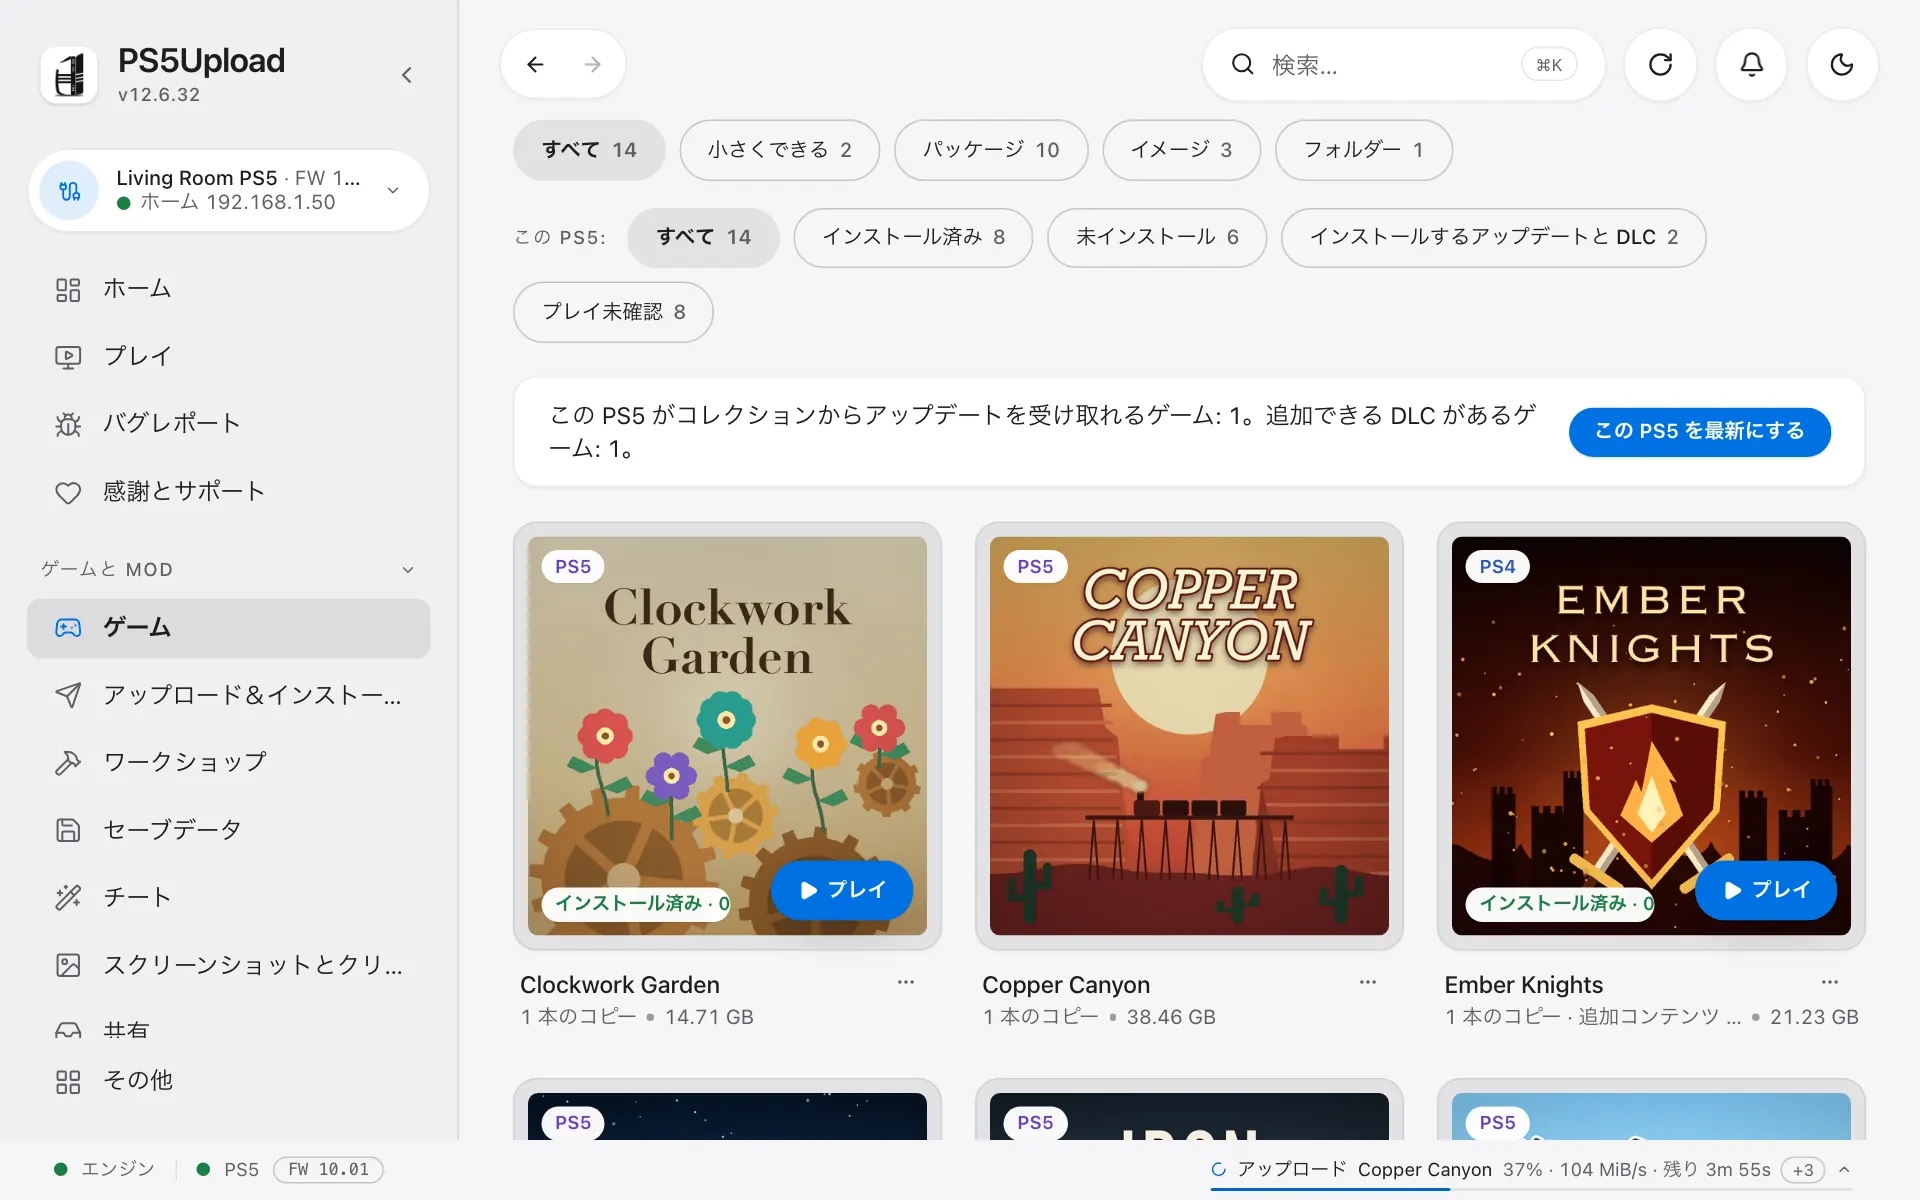 PS5Upload
v12.6.32
Living Room PS5 · FW 1...
ホーム 192.168.1.50
ホーム
プレイ
バグレポート
感謝とサポート
ゲームと MOD
ゲーム
アップロード＆インストー...
ワークショップ
セーブデータ
チート
スクリーンショットとクリ...
共有
その他
検索...
⌘K
すべて 14
小さくできる 2
パッケージ 10
イメージ 3
フォルダー 1
この PS5:
すべて 14
インストール済み 8
未インストール 6
インストールするアップデートと DLC 2
プレイ未確認 8
この PS5 がコレクションからアップデートを受け取れるゲーム: 1。追加できる DLC があるゲ
ーム: 1。
この PS5 を最新にする
PS5
Clockwork
Garden
インストール済み · 0
プレイ
Clockwork Garden
...
1 本のコピー • 14.71 GB
PS5
COPPER
CANYON
Copper Canyon
...
1 本のコピー • 38.46 GB
PS4
EMBER
KNIGHTS
インストール済み · 0
プレイ
Ember Knights
...
1 本のコピー · 追加コンテンツ ... • 21.23 GB
PS5
PS5
IRON
PS5
エンジン
PS5
FW 10.01
アップロード Copper Canyon 37% · 104 MiB/s · 残り 3m 55s
+3